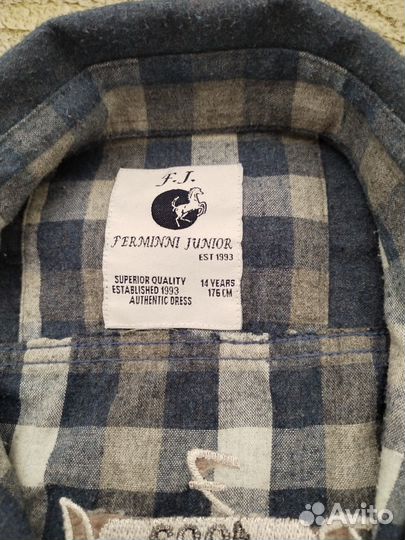 F.J.
FERMINNI JUNIOR
EST 1993
SUPERIOR QUALITY
ESTABLISHED 1993
AUTHENTIC DRESS
14 YEARS
176 CM
Avito